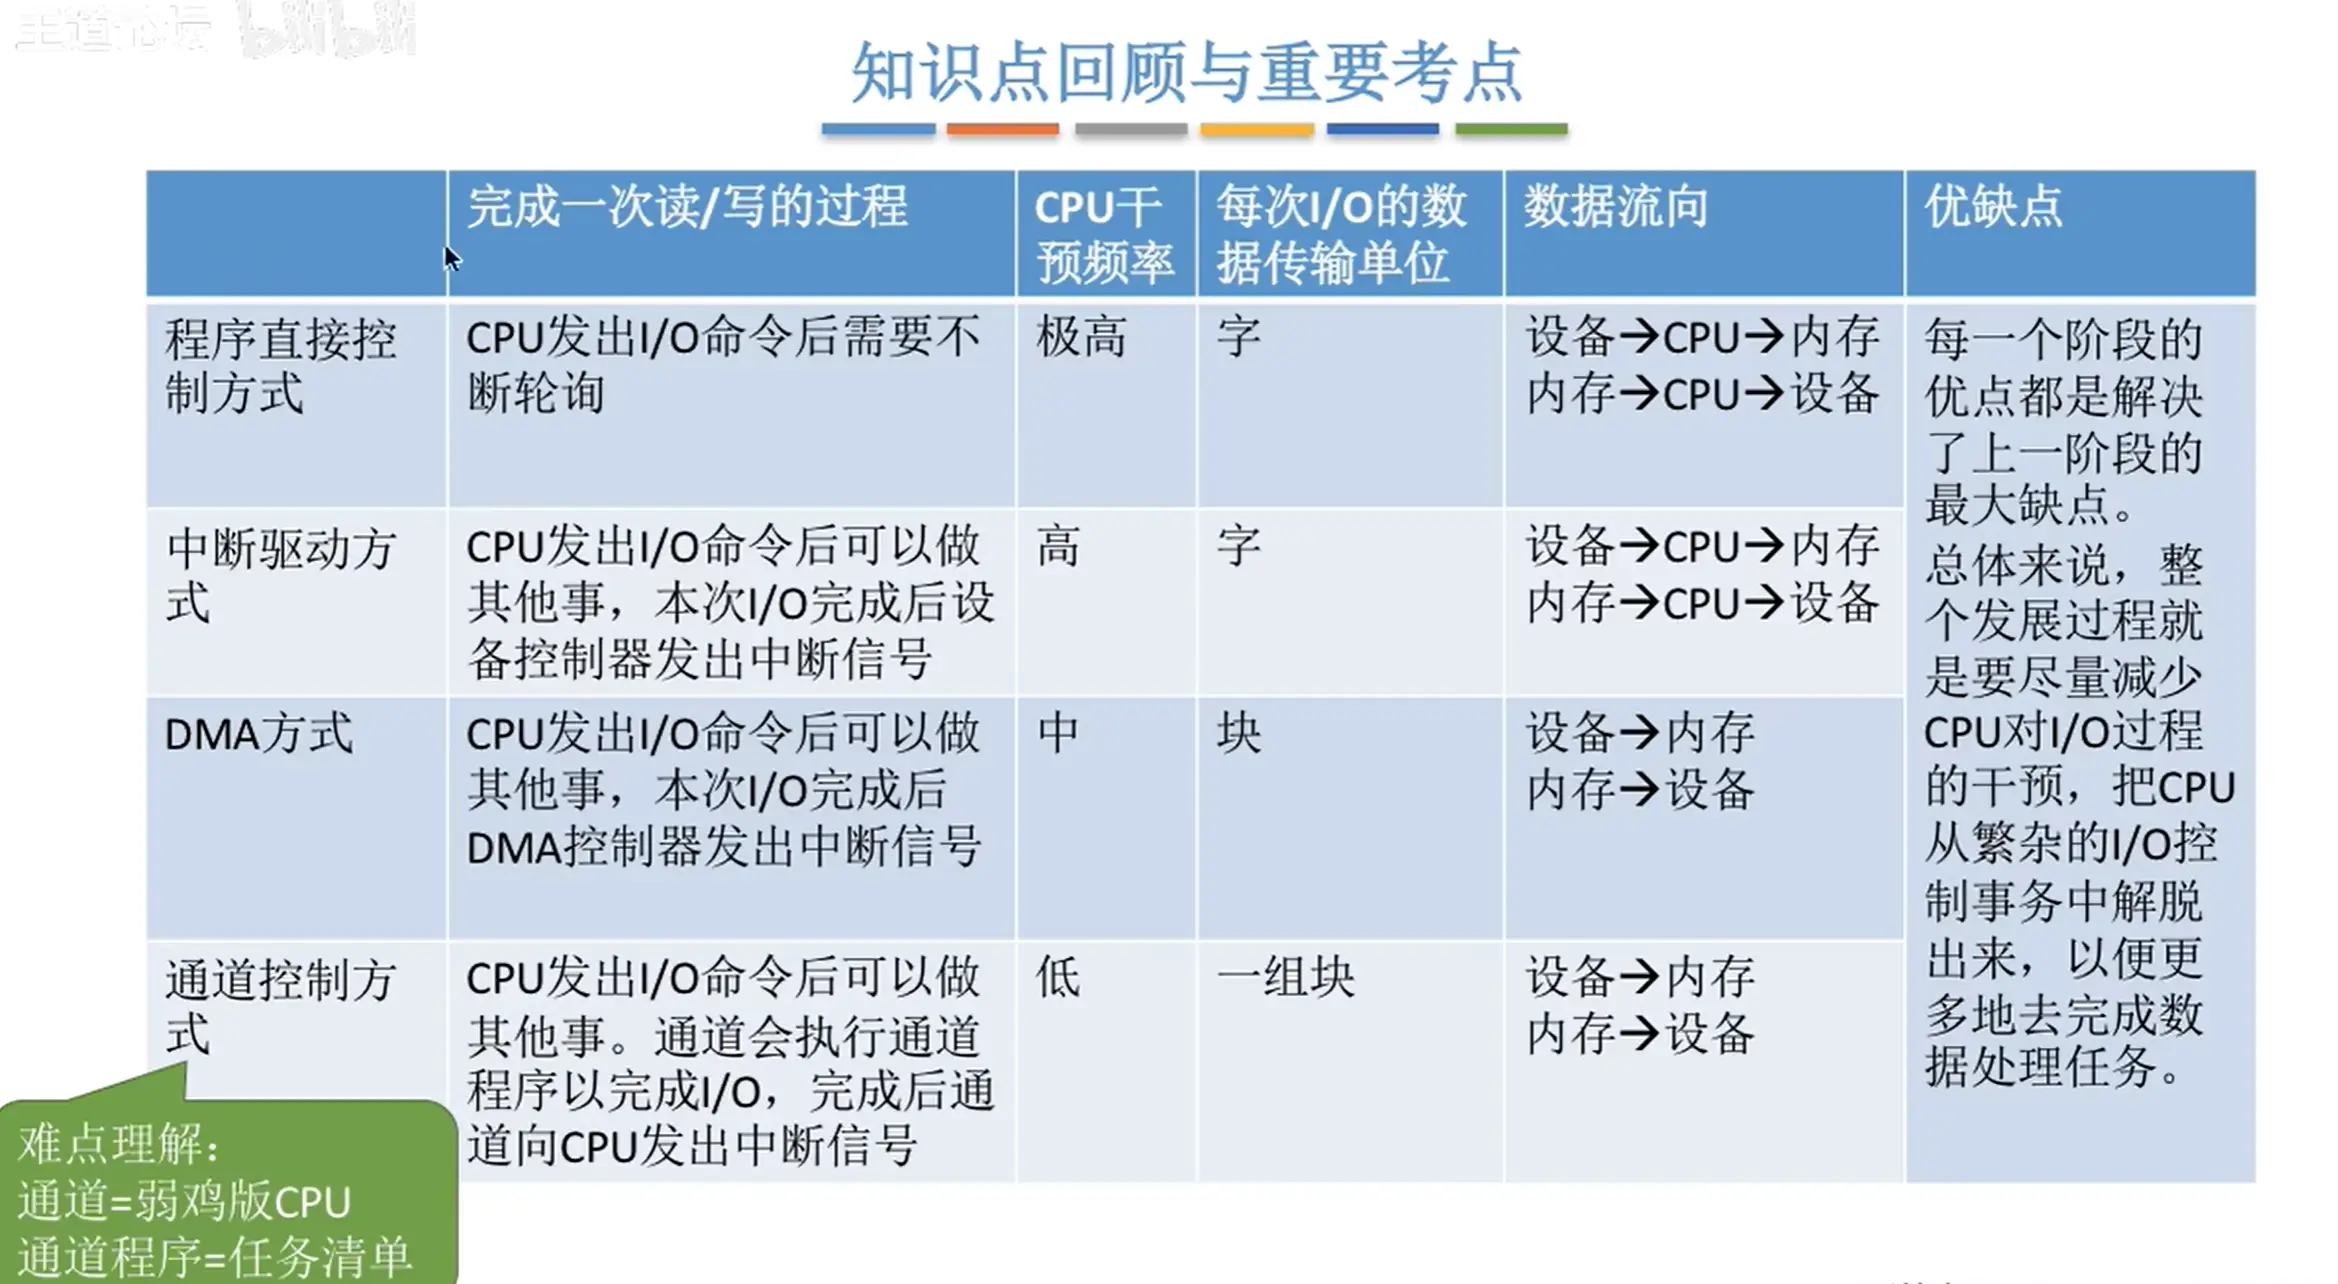 王道论坛 bilibili
知识点回顾与重要考点
完成一次读/写的过程
CPU干
预频率
每次I/O的数
据传输单位
数据流向
优缺点
程序直接控
制方式
CPU发出I/O命令后需要不
断轮询
极高
字
设备→CPU→内存
内存→CPU→设备
中断驱动方
式
CPU发出I/O命令后可以做
其他事，本次I/O完成后设
备控制器发出中断信号
高
字
设备→CPU→内存
内存→CPU→设备
DMA方式
CPU发出I/O命令后可以做
其他事，本次I/O完成后
DMA控制器发出中断信号
中
块
设备→内存
内存→设备
通道控制方
式
CPU发出I/O命令后可以做
其他事。通道会执行通道
程序以完成I/O，完成后通
道向CPU发出中断信号
低
一组块
设备→内存
内存→设备
每一个阶段的
优点都是解决
了上一阶段的
最大缺点。
总体来说，整
个发展过程就
是要尽量减少
CPU对I/O过程
的干预，把CPU
从繁杂的I/O控
制事务中解脱
出来，以便更
多地去完成数
据处理任务。
难点理解：
通道=弱鸡版CPU
通道程序=任务清单